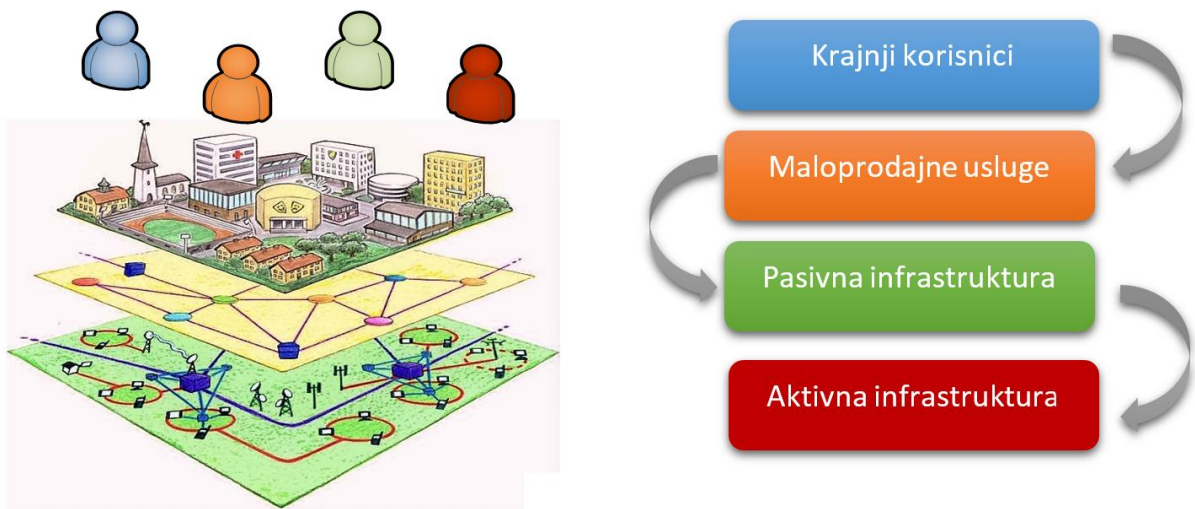 Krajnji korisnici
Maloprodajne usluge
Pasivna infrastruktura
Aktivna infrastruktura